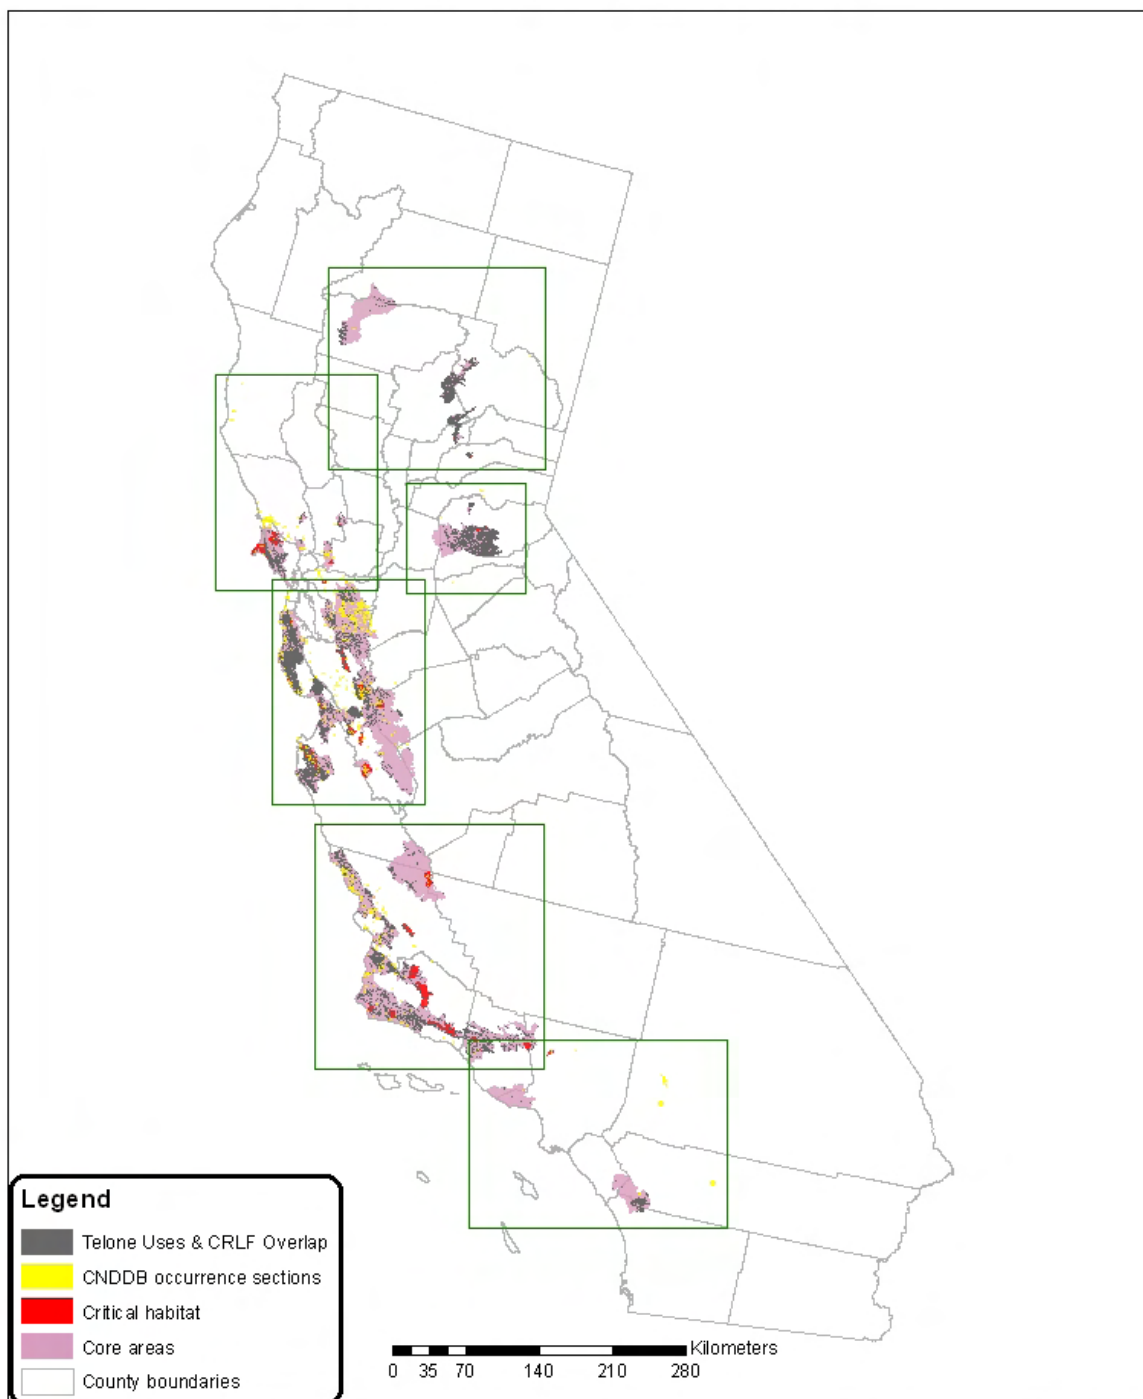 Legend
Telone Uses & CRLF Overlap
CNDDB occurrence sections
Critical habitat
Core areas
County boundaries
Kilometers
0 35 70 140 210 280